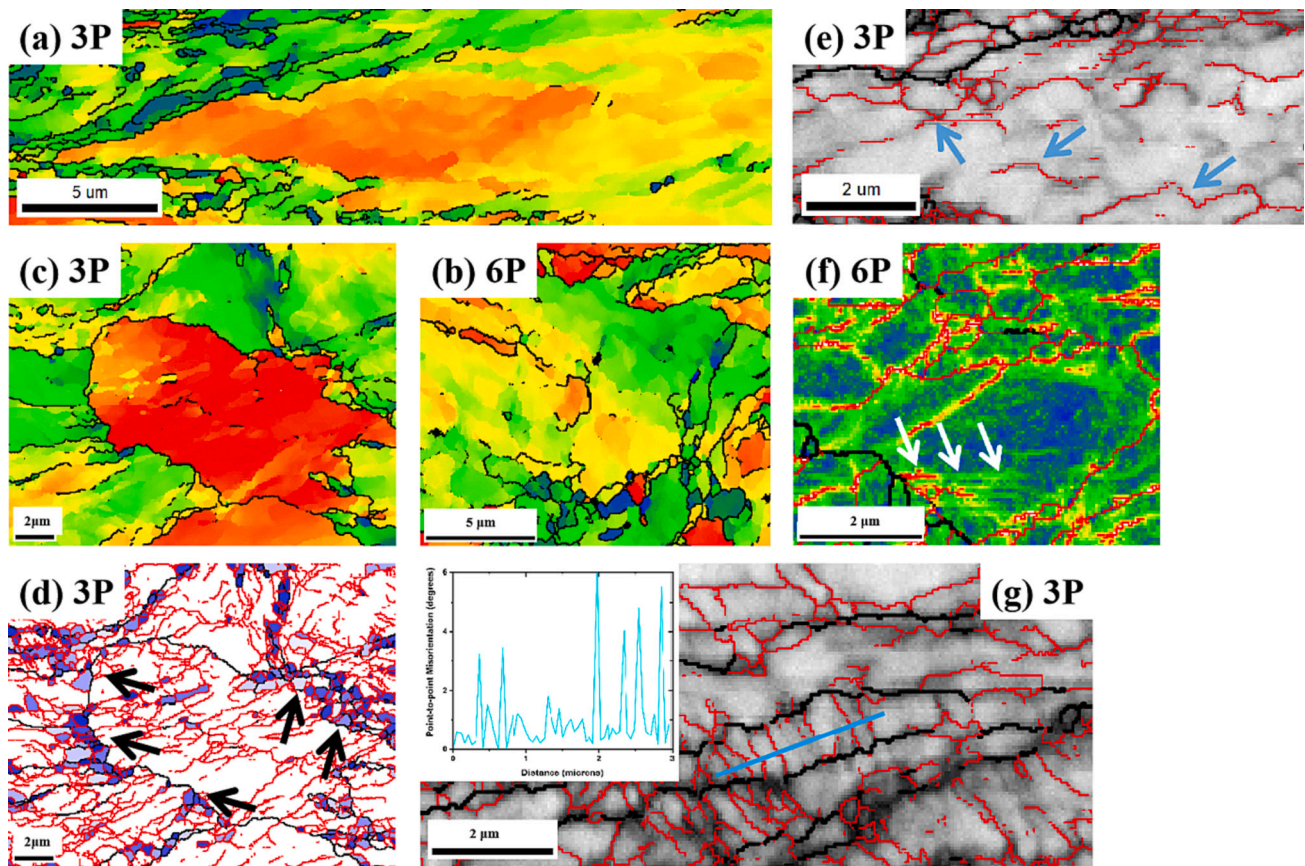 (a) 3P
5 um
(e) 3P
2 um
(c) 3P
2μm
(b) 6P
5 μm
(f) 6P
2 μm
(d) 3P
2μm
Point-to-point Misorientation (degrees)
6
4
2
0
0
1
2
3
Distance (microns)
(g) 3P
2 μm